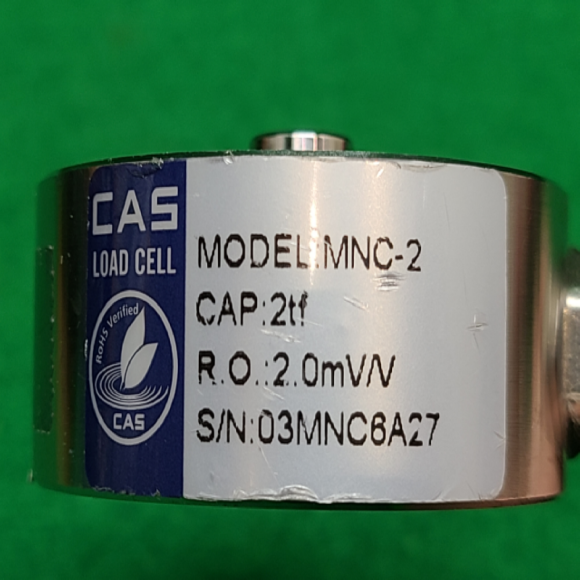 CAS
LOAD CELL
RoHS Verified
CAS
MODEL:MNC-2
CAP:2tf
R.O.:2.0mV/V
S/N:03MNC6A27